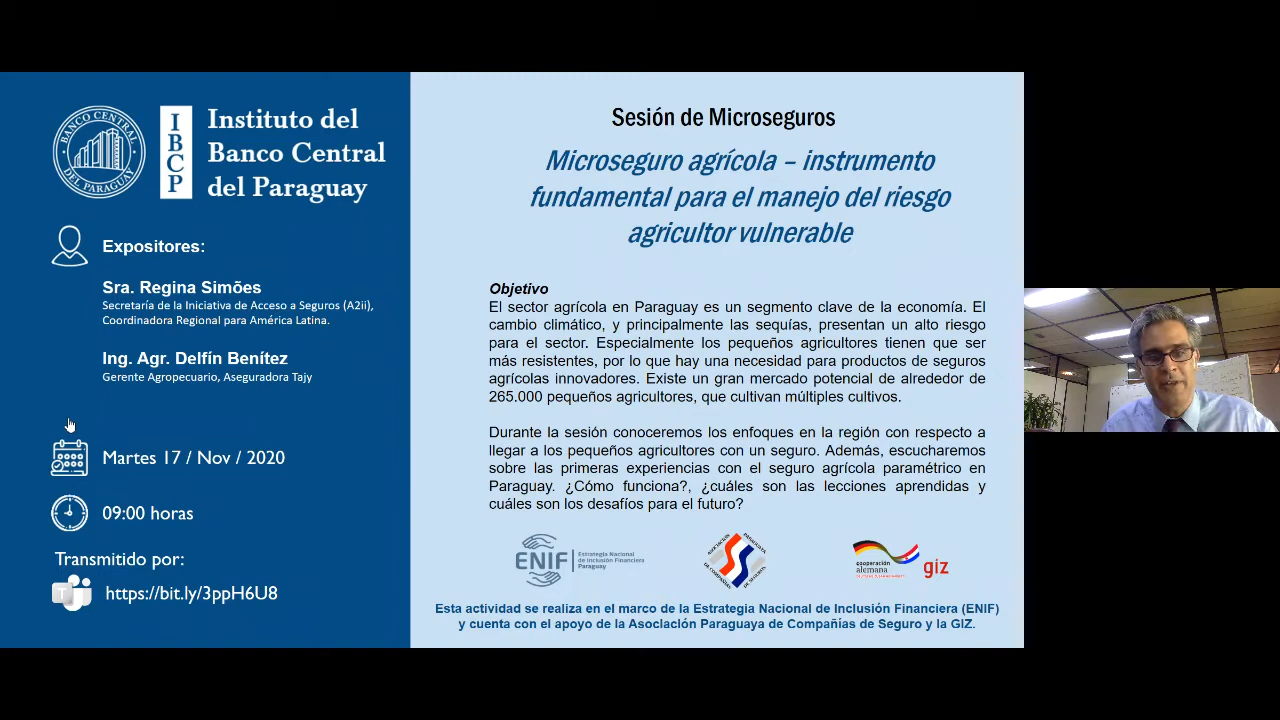 BANCO CENTRAL
DEL PARAGUAY
IBCP
Instituto del
Banco Central
del Paraguay
Expositores:
Sra. Regina Simões
Secretaría de la Iniciativa de Acceso a Seguros (A2ii),
Coordinadora Regional para América Latina.
Ing. Agr. Delfín Benítez
Gerente Agropecuario, Aseguradora Tajy
Martes 17 / Nov / 2020
09:00 horas
Transmitido por:
https://bit.ly/3ppH6U8
Sesión de Microseguros
Microseguro agrícola – instrumento
fundamental para el manejo del riesgo
agricultor vulnerable
Objetivo
El sector agrícola en Paraguay es un segmento clave de la economía. El
cambio climático, y principalmente las sequías, presentan un alto riesgo
para el sector. Especialmente los pequeños agricultores tienen que ser
más resistentes, por lo que hay una necesidad para productos de seguros
agrícolas innovadores. Existe un gran mercado potencial de alrededor de
265.000 pequeños agricultores, que cultivan múltiples cultivos.
Durante la sesión conoceremos los enfoques en la región con respecto a
llegar a los pequeños agricultores con un seguro. Además, escucharemos
sobre las primeras experiencias con el seguro agrícola paramétrico en
Paraguay. ¿Cómo funciona?, ¿cuáles son las lecciones aprendidas y
cuáles son los desafíos para el futuro?
ENIF
Estrategia Nacional
de Inclusión Financiera
Paraguay
ASOCIACION PARAGUAYA
DE COMPAÑIAS DE SEGUROS
cooperación
alemana
DEUTSCHE ZUSAMMENARBEIT
giz
Esta actividad se realiza en el marco de la Estrategia Nacional de Inclusión Financiera (ENIF)
y cuenta con el apoyo de la Asociación Paraguaya de Compañías de Seguro y la GIZ.